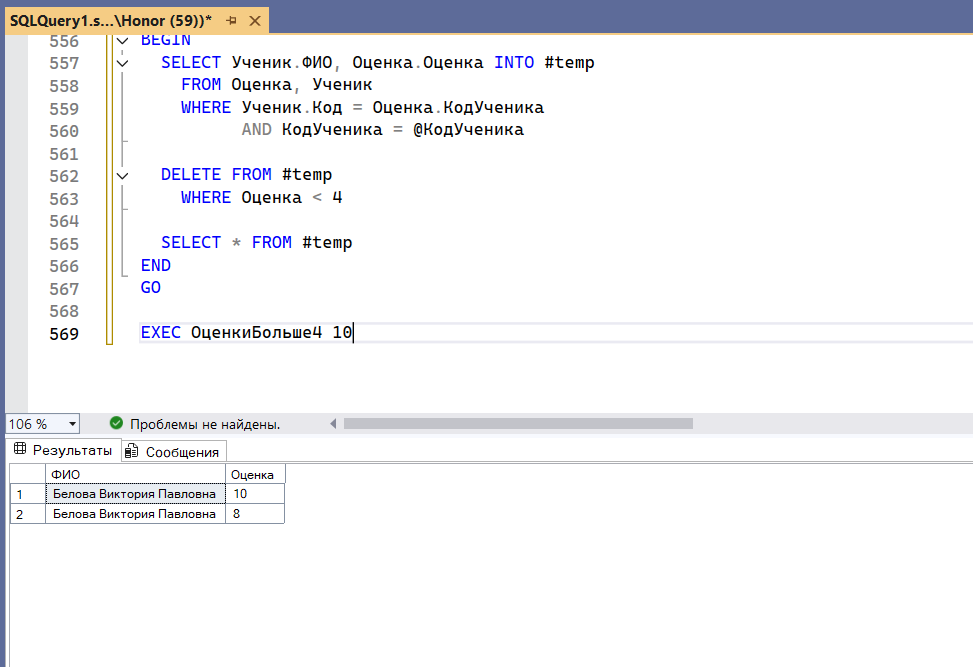 SQLQuery1.s...\Honor (59))*
556 BEGIN
557 SELECT Ученик.ФИО, Оценка.Оценка INTO #temp
558 FROM Оценка, Ученик
559 WHERE Ученик.Код = Оценка.КодУченика
560 AND КодУченика = @КодУченика
561
562 DELETE FROM #temp
563 WHERE Оценка < 4
564
565 SELECT * FROM #temp
566 END
567 GO
568
569 EXEC ОценкиБольше4 10
106 % Проблемы не найдены.
Результаты Сообщения
ФИО Оценка
1 Белова Виктория Павловна 10
2 Белова Виктория Павловна 8